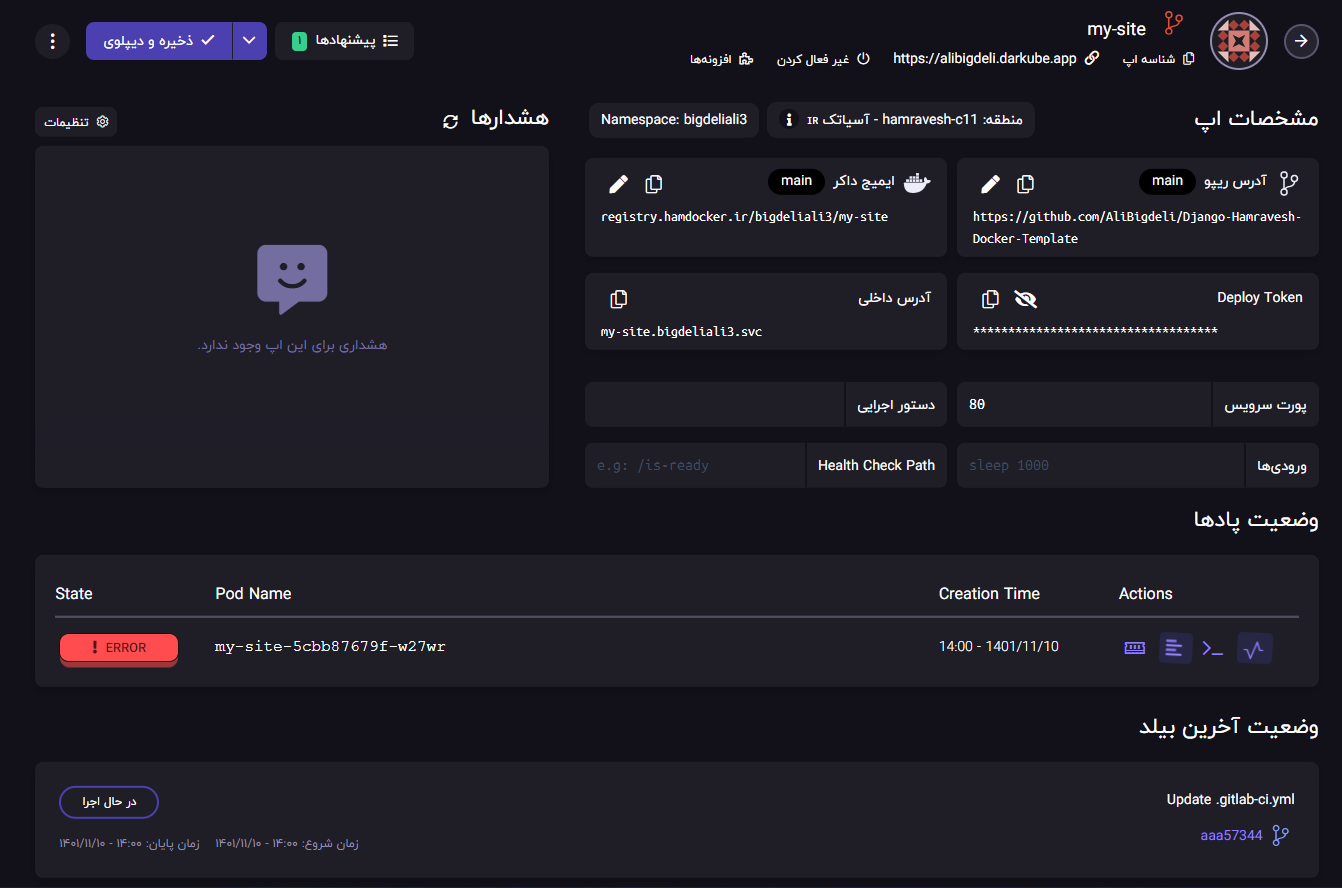 my-site
شناسه اپ
https://alibigdeli.darkube.app
غیر فعال کردن
افزونه‌ها
پیشنهادها ۱
ذخیره و دیپلوی
مشخصات اپ
منطقه: hamravesh-c11 - آسیاتک IR
Namespace: bigdeliali3
آدرس ریپو main
https://github.com/AliBigdeli/Django-Hamravesh-
Docker-Template
ایمیج داکر main
registry.hamdocker.ir/bigdeliali3/my-site
Deploy Token
***********************************
آدرس داخلی
my-site.bigdeliali3.svc
پورت سرویس 80
دستور اجرایی
ورودی‌ها sleep 1000
Health Check Path e.g: /is-ready
هشدارها
تنظیمات
هشداری برای این اپ وجود ندارد.
وضعیت پادها
State Pod Name Creation Time Actions
! ERROR my-site-5cbb87679f-w27wr 14:00 - 1401/11/10
وضعیت آخرین بیلد
Update .gitlab-ci.yml
aaa57344
در حال اجرا
زمان شروع: ۱۴:۰۰ - ۱۴۰۱/۱۱/۱۰ زمان پایان: ۱۴:۰۰ - ۱۴۰۱/۱۱/۱۰